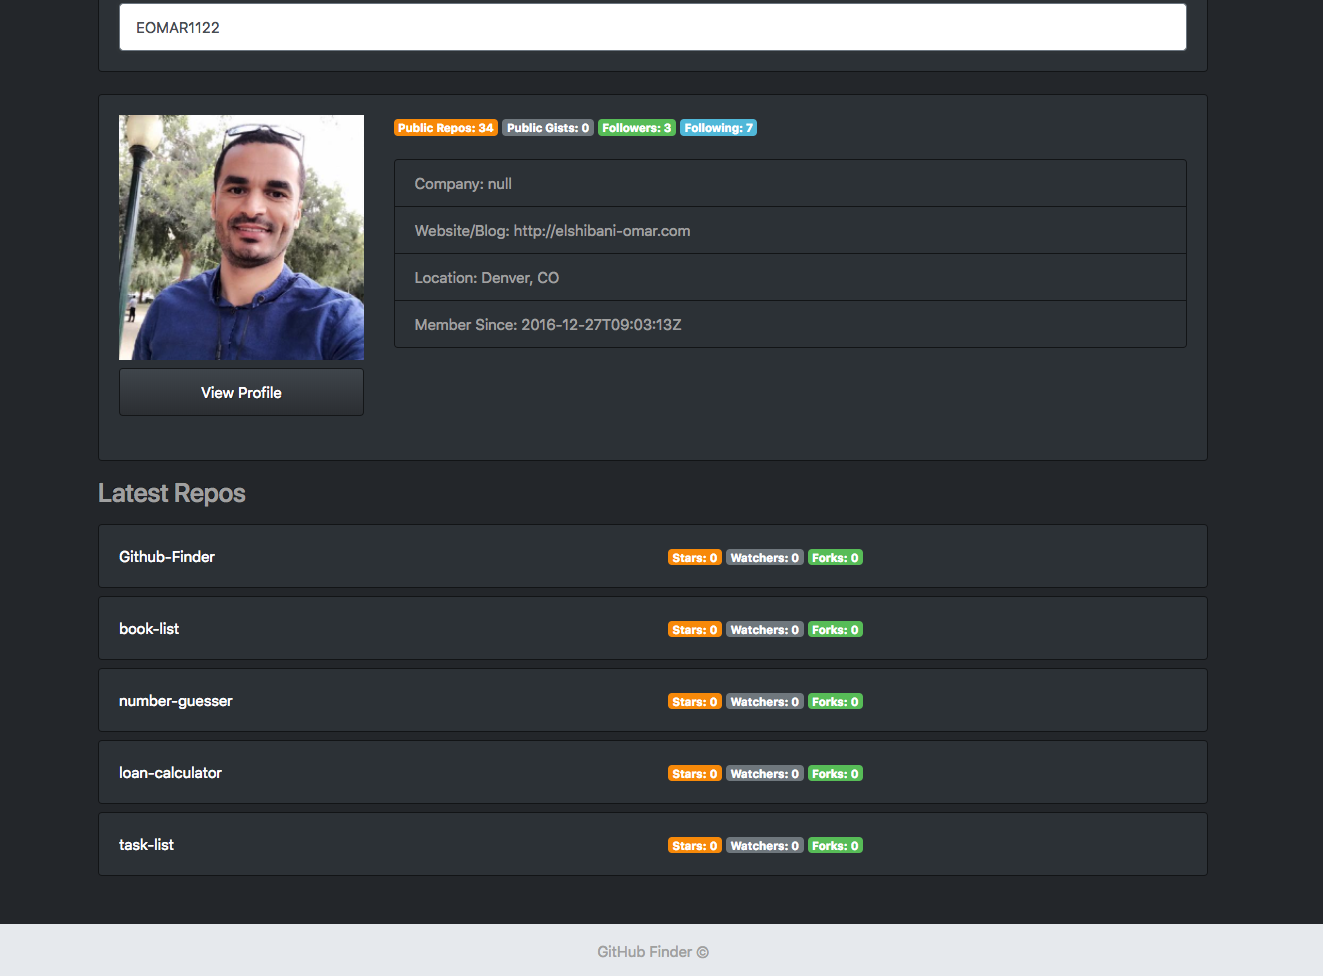 EOMAR1122
Public Repos: 34 Public Gists: 0 Followers: 3 Following: 7
Company: null
Website/Blog: http://elshibani-omar.com
Location: Denver, CO
Member Since: 2016-12-27T09:03:13Z
View Profile
Latest Repos
Github-Finder Stars: 0 Watchers: 0 Forks: 0
book-list Stars: 0 Watchers: 0 Forks: 0
number-guesser Stars: 0 Watchers: 0 Forks: 0
loan-calculator Stars: 0 Watchers: 0 Forks: 0
task-list Stars: 0 Watchers: 0 Forks: 0
GitHub Finder ©